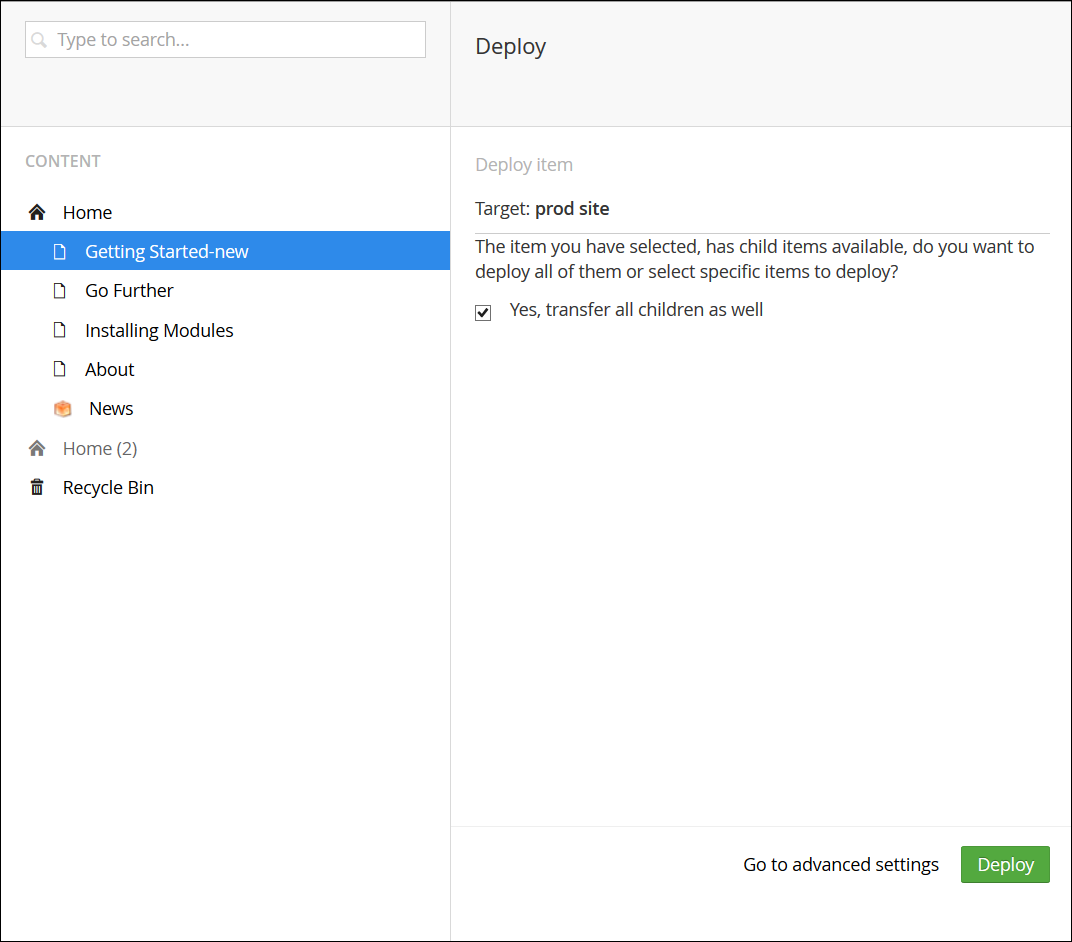 Type to search...
CONTENT
Home
Getting Started-new
Go Further
Installing Modules
About
News
Home (2)
Recycle Bin
Deploy
Deploy item
Target: prod site
The item you have selected, has child items available, do you want to
deploy all of them or select specific items to deploy?
Yes, transfer all children as well
Go to advanced settings
Deploy